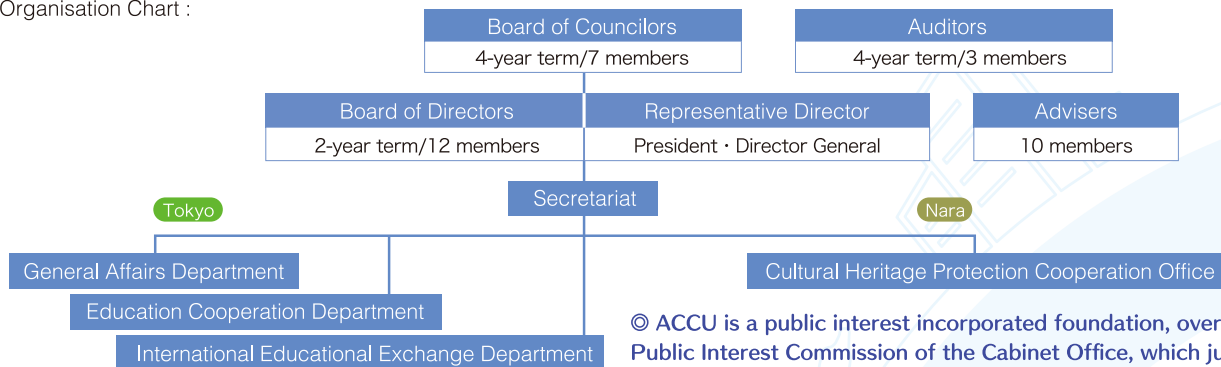 Organisation Chart :
Board of Councilors
4-year term/7 members
Auditors
4-year term/3 members
Board of Directors
2-year term/12 members
Representative Director
President・Director General
Advisers
10 members
Secretariat
Tokyo
Nara
General Affairs Department
Education Cooperation Department
International Educational Exchange Department
Cultural Heritage Protection Cooperation Office
◎ ACCU is a public interest incorporated foundation, over
Public Interest Commission of the Cabinet Office, which ju